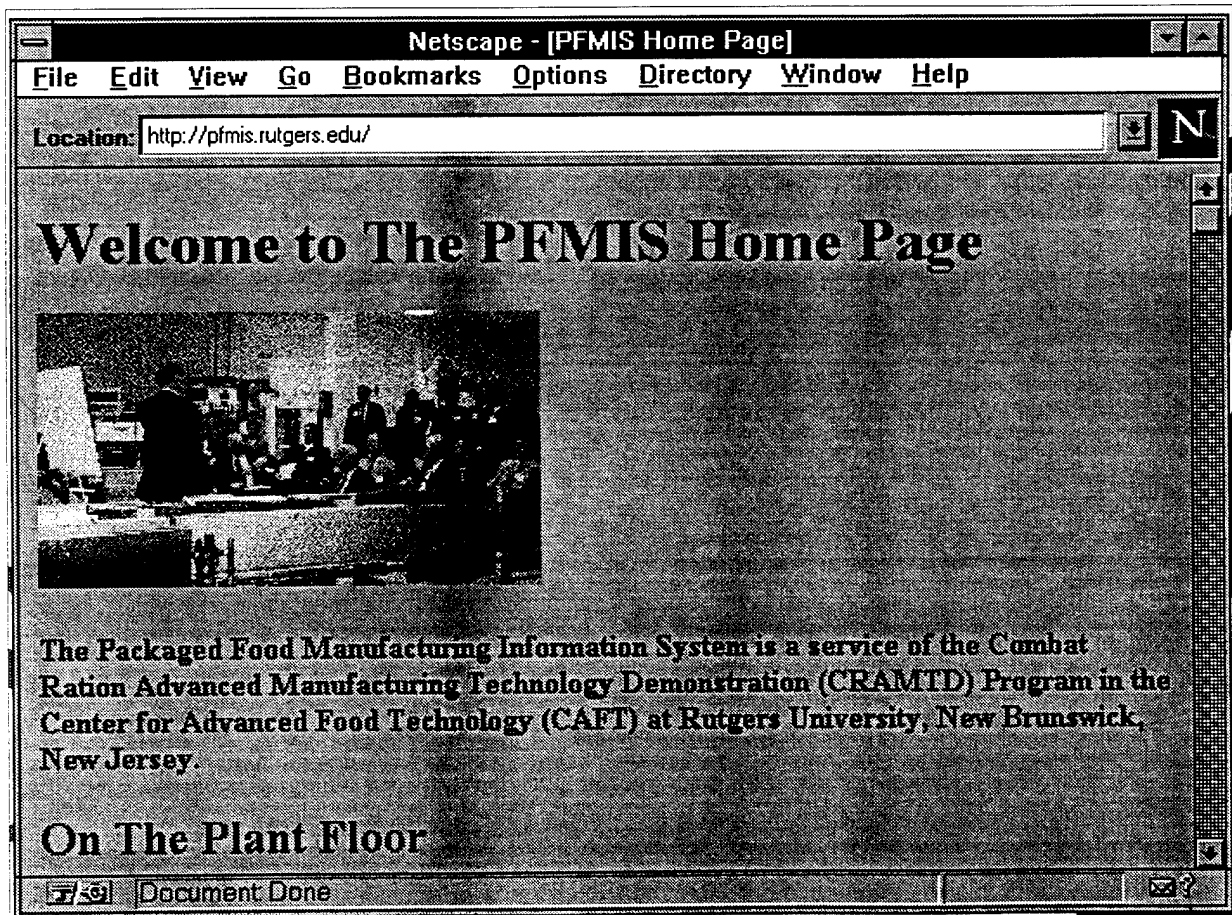 Netscape - [PFMIS Home Page]
File Edit View Go Bookmarks Options Directory Window Help
Location: http://pfmis.rutgers.edu/
N
Welcome to The PFMIS Home Page
The Packaged Food Manufacturing Information System is a service of the Combat
Ration Advanced Manufacturing Technology Demonstration (CRAMTD) Program in the
Center for Advanced Food Technology (CAFT) at Rutgers University, New Brunswick,
New Jersey.
On The Plant Floor
Document: Done
?